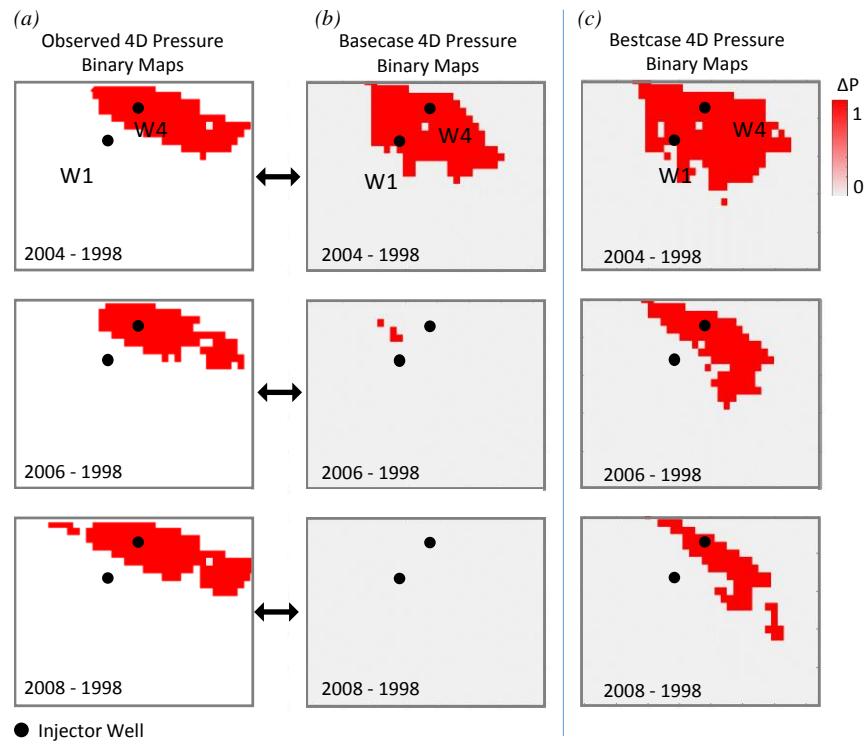 (a)
(b)
(c)
Observed 4D Pressure
Binary Maps
Basecase 4D Pressure
Binary Maps
Bestcase 4D Pressure
Binary Maps
ΔP
1
0
W4
W1
2004 - 1998
W4
W1
2004 - 1998
W4
W1
2004 - 1998
2006 - 1998
2006 - 1998
2006 - 1998
2008 - 1998
2008 - 1998
2008 - 1998
Injector Well